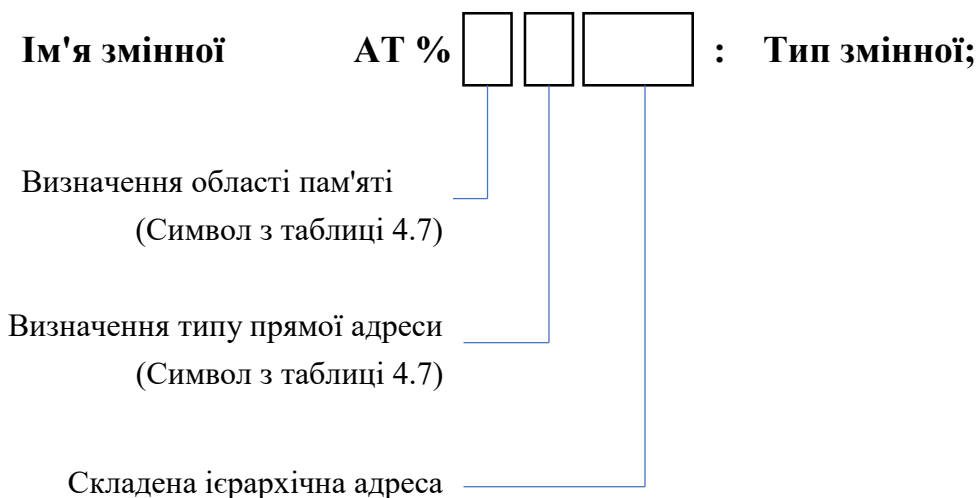 Ім'я змінної АТ % : Тип змінної;
Визначення області пам'яті
(Символ з таблиці 4.7)
Визначення типу прямої адреси
(Символ з таблиці 4.7)
Складена ієрархічна адреса